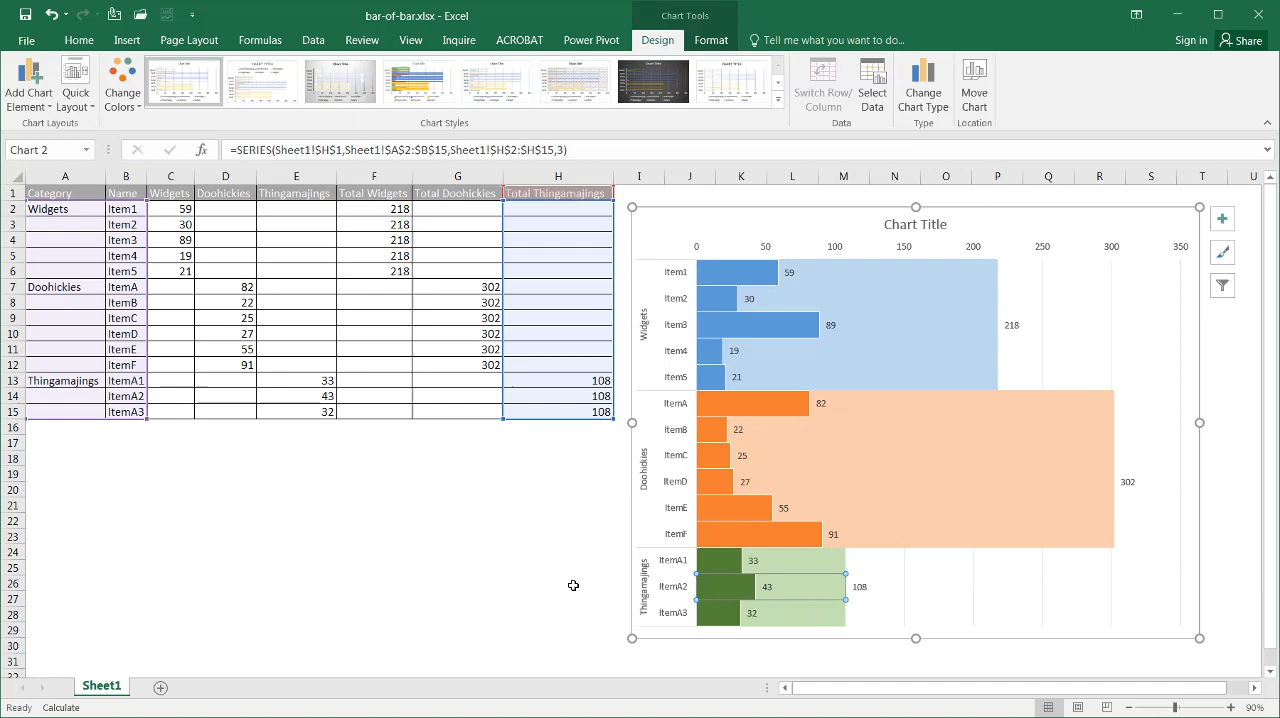 bar-of-bar.xlsx - Excel
Chart Tools
File Home Insert Page Layout Formulas Data Review View Inquire ACROBAT Power Pivot Design Format Tell me what you want to do... Sign in Share
Add Chart Element
Quick Layout
Change Colors
Switch Row/Column
Select Data
Change Chart Type
Move Chart
Chart Layouts Chart Styles Data Type Location
Chart 2 fx =SERIES(Sheet1!$H$1,Sheet1!$A$2:$B$15,Sheet1!$H$2:$H$15,3)
A B C D E F G H I J K L M N O P Q R S T U
1 Category Name Widgets Doohickies Thingamajings Total Widgets Total Doohickies Total Thingamajings
2 Widgets Item1 59 218
3 Item2 30 218
4 Item3 89 218
5 Item4 19 218
6 Item5 21 218
7 Doohickies ItemA 82 302
8 ItemB 22 302
9 ItemC 25 302
10 ItemD 27 302
11 ItemE 55 302
12 ItemF 91 302
13 Thingamajings ItemA1 33 108
14 ItemA2 43 108
15 ItemA3 32 108
16
17
18
19
20
21
22
23
24
25
26
27
28
29
30
31
32
Chart Title
0 50 100 150 200 250 300 350
Widgets
Item1 59
Item2 30
Item3 89 218
Item4 19
Item5 21
Doohickies
ItemA 82
ItemB 22
ItemC 25
ItemD 27 302
ItemE 55
ItemF 91
Thingamajings
ItemA1 33
ItemA2 43 108
ItemA3 32
Sheet1
Ready Calculate 90%